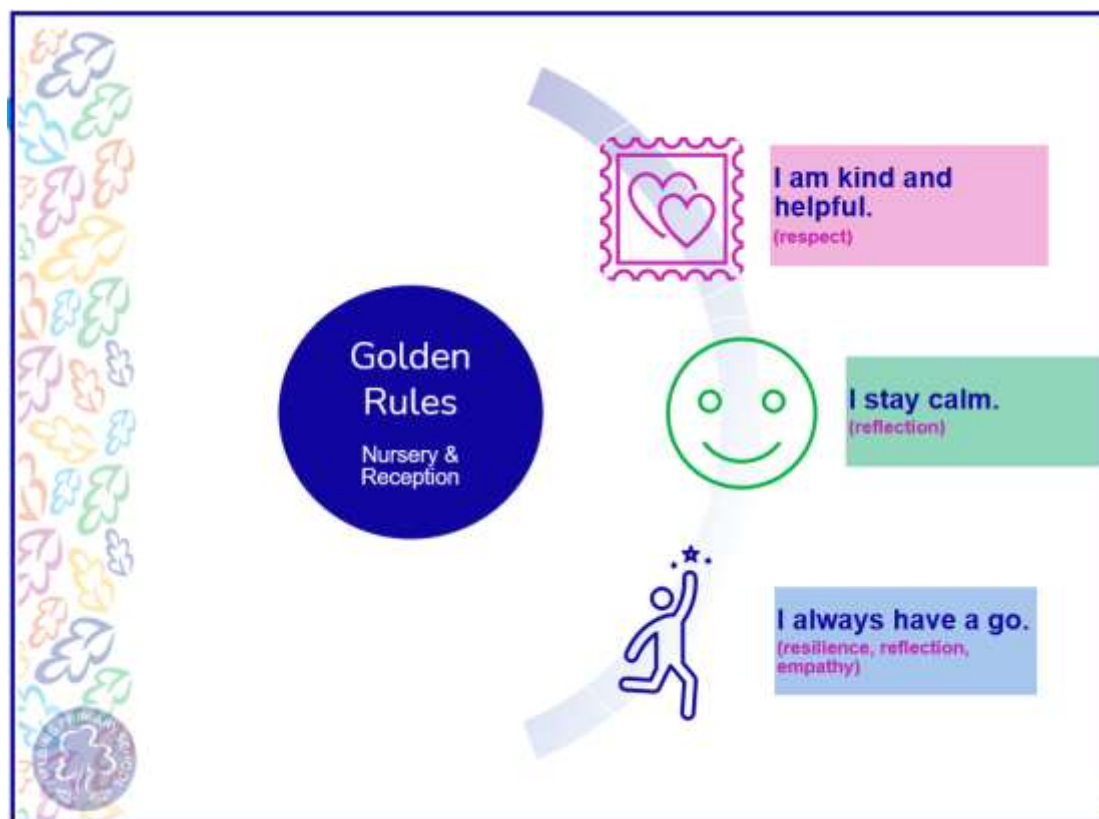 Golden
Rules
Nursery &
Reception
I am kind and
helpful.
(respect)
I stay calm.
(reflection)
I always have a go.
(resilience, reflection,
empathy)